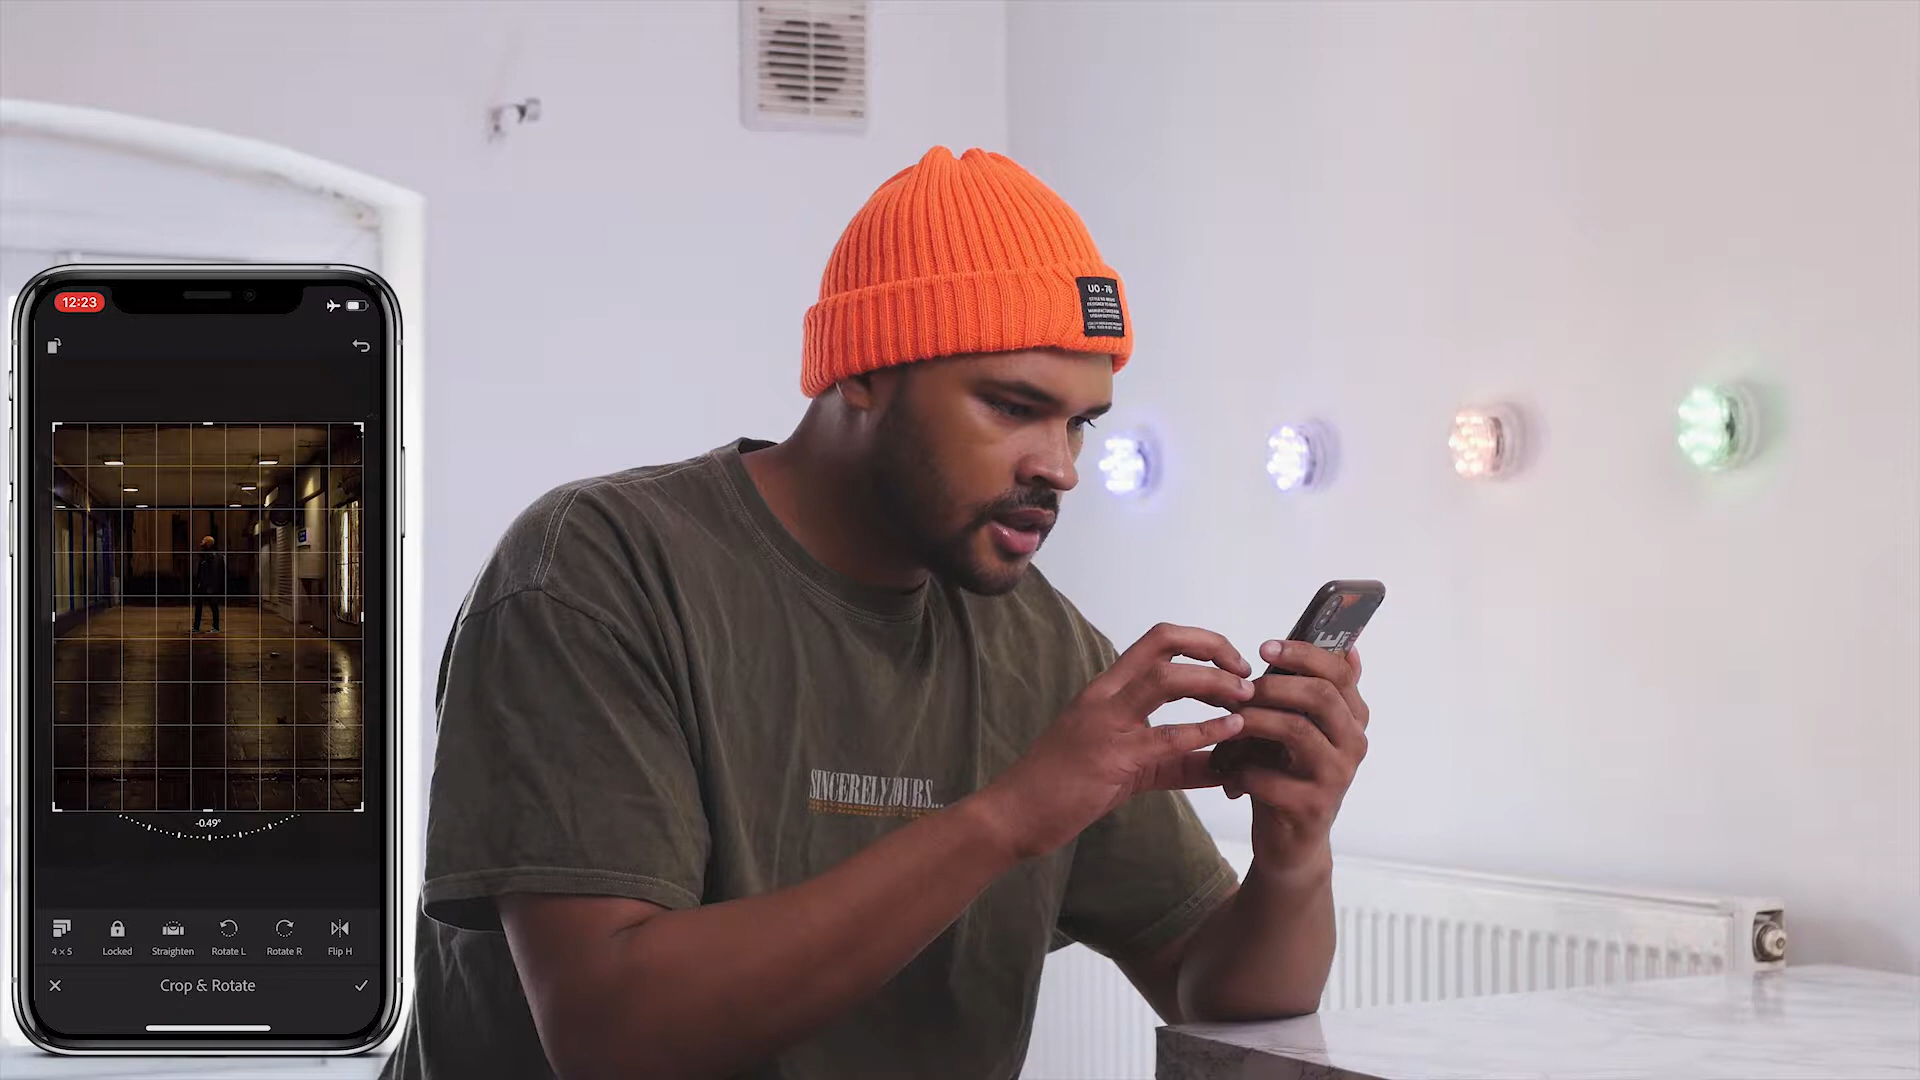 12:23
-0.49°
4 x 5
Locked
Straighten
Rotate L
Rotate R
Flip H
Crop & Rotate
UO-76
SINCERELY YOURS...